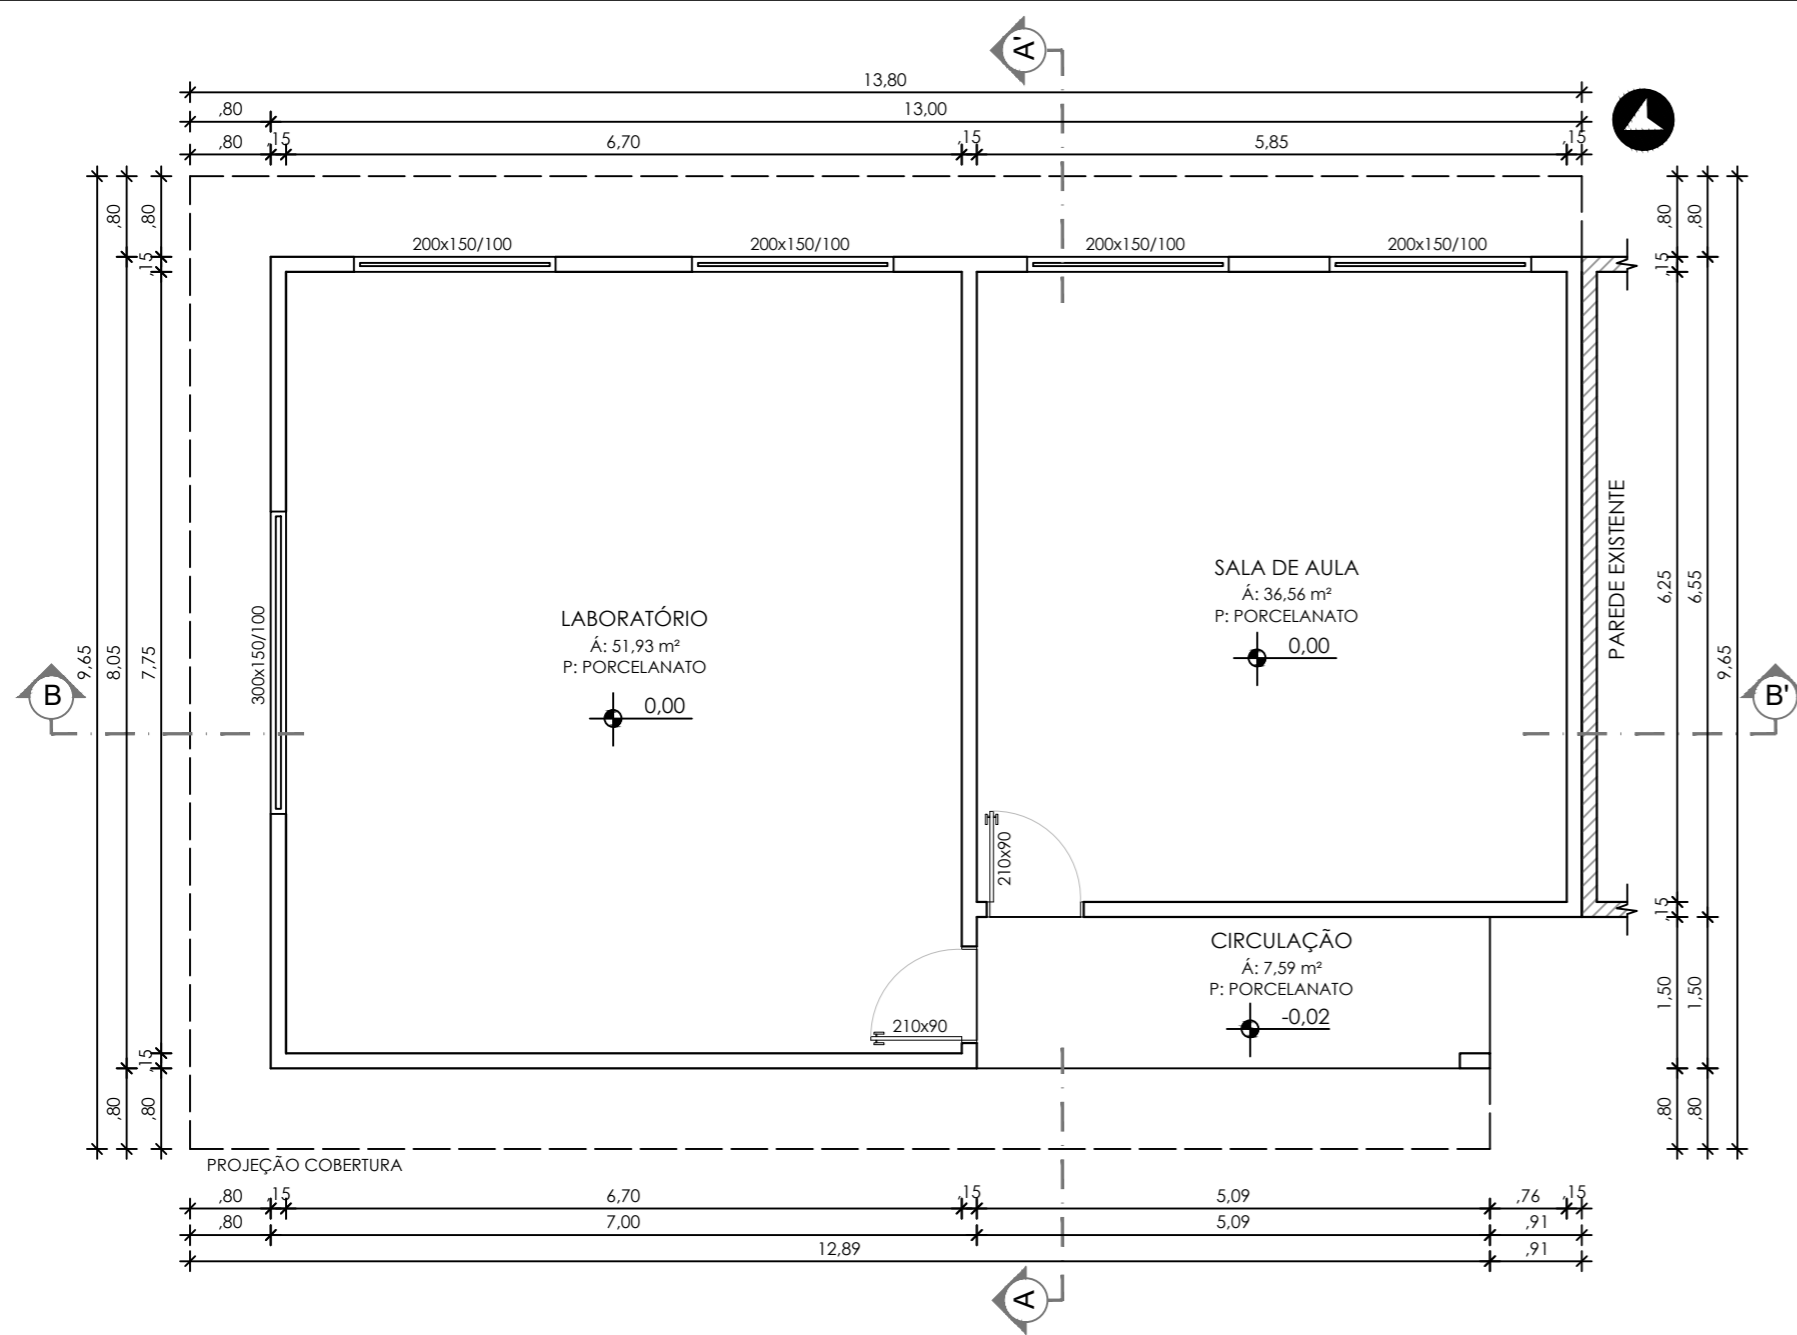 A'
13,80
,80
13,00
,80
,15
6,70
,15
5,85
,15
200x150/100
200x150/100
200x150/100
200x150/100
,80
,80
,15
9,65
8,05
7,75
,15
,80
,80
300x150/100
B
LABORATÓRIO
Á: 51,93 m²
P: PORCELANATO
0,00
SALA DE AULA
Á: 36,56 m²
P: PORCELANATO
0,00
PAREDE EXISTENTE
,80
,80
,15
6,25
6,55
9,65
,15
1,50
1,50
,80
,80
B'
210x90
210x90
CIRCULAÇÃO
Á: 7,59 m²
P: PORCELANATO
-0,02
PROJEÇÃO COBERTURA
,80
,15
6,70
,15
5,09
,76
,15
,80
7,00
5,09
,91
12,89
,91
A